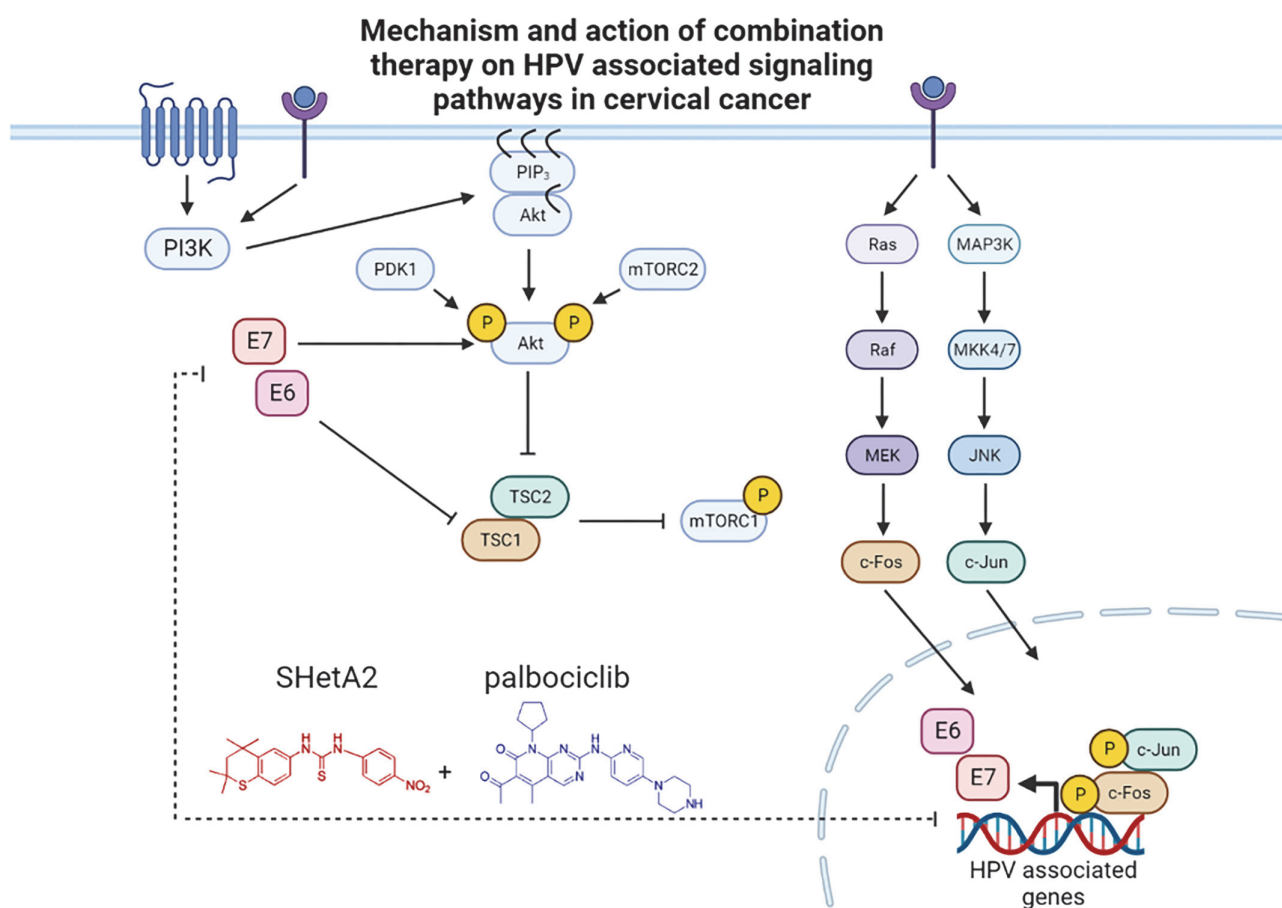 Mechanism and action of combination
therapy on HPV associated signaling
pathways in cervical cancer
PIP₃
Akt
PI3K
PDK1
mTORC2
P
P
Akt
E7
E6
TSC2
TSC1
P
mTORC1
Ras
MAP3K
Raf
MKK4/7
MEK
JNK
c-Fos
c-Jun
SHetA2
palbociclib
H
N
H
N
S
S
NO₂
+
O
N
N
H
N
N
O
N
N
N
NH
E6
E7
P
c-Jun
P
c-Fos
HPV associated
genes